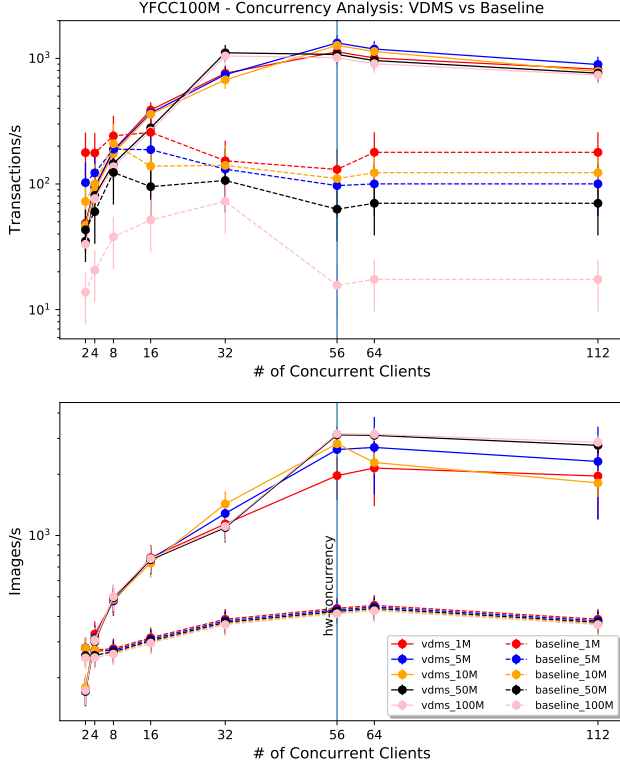 YFCC100M - Concurrency Analysis: VDMS vs Baseline
Transactions/s
10³
10²
10¹
2 4 8 16 32 56 64 112
# of Concurrent Clients
Images/s
10³
hw-concurrency
vdms_1M baseline_1M
vdms_5M baseline_5M
vdms_10M baseline_10M
vdms_50M baseline_50M
vdms_100M baseline_100M
2 4 8 16 32 56 64 112
# of Concurrent Clients